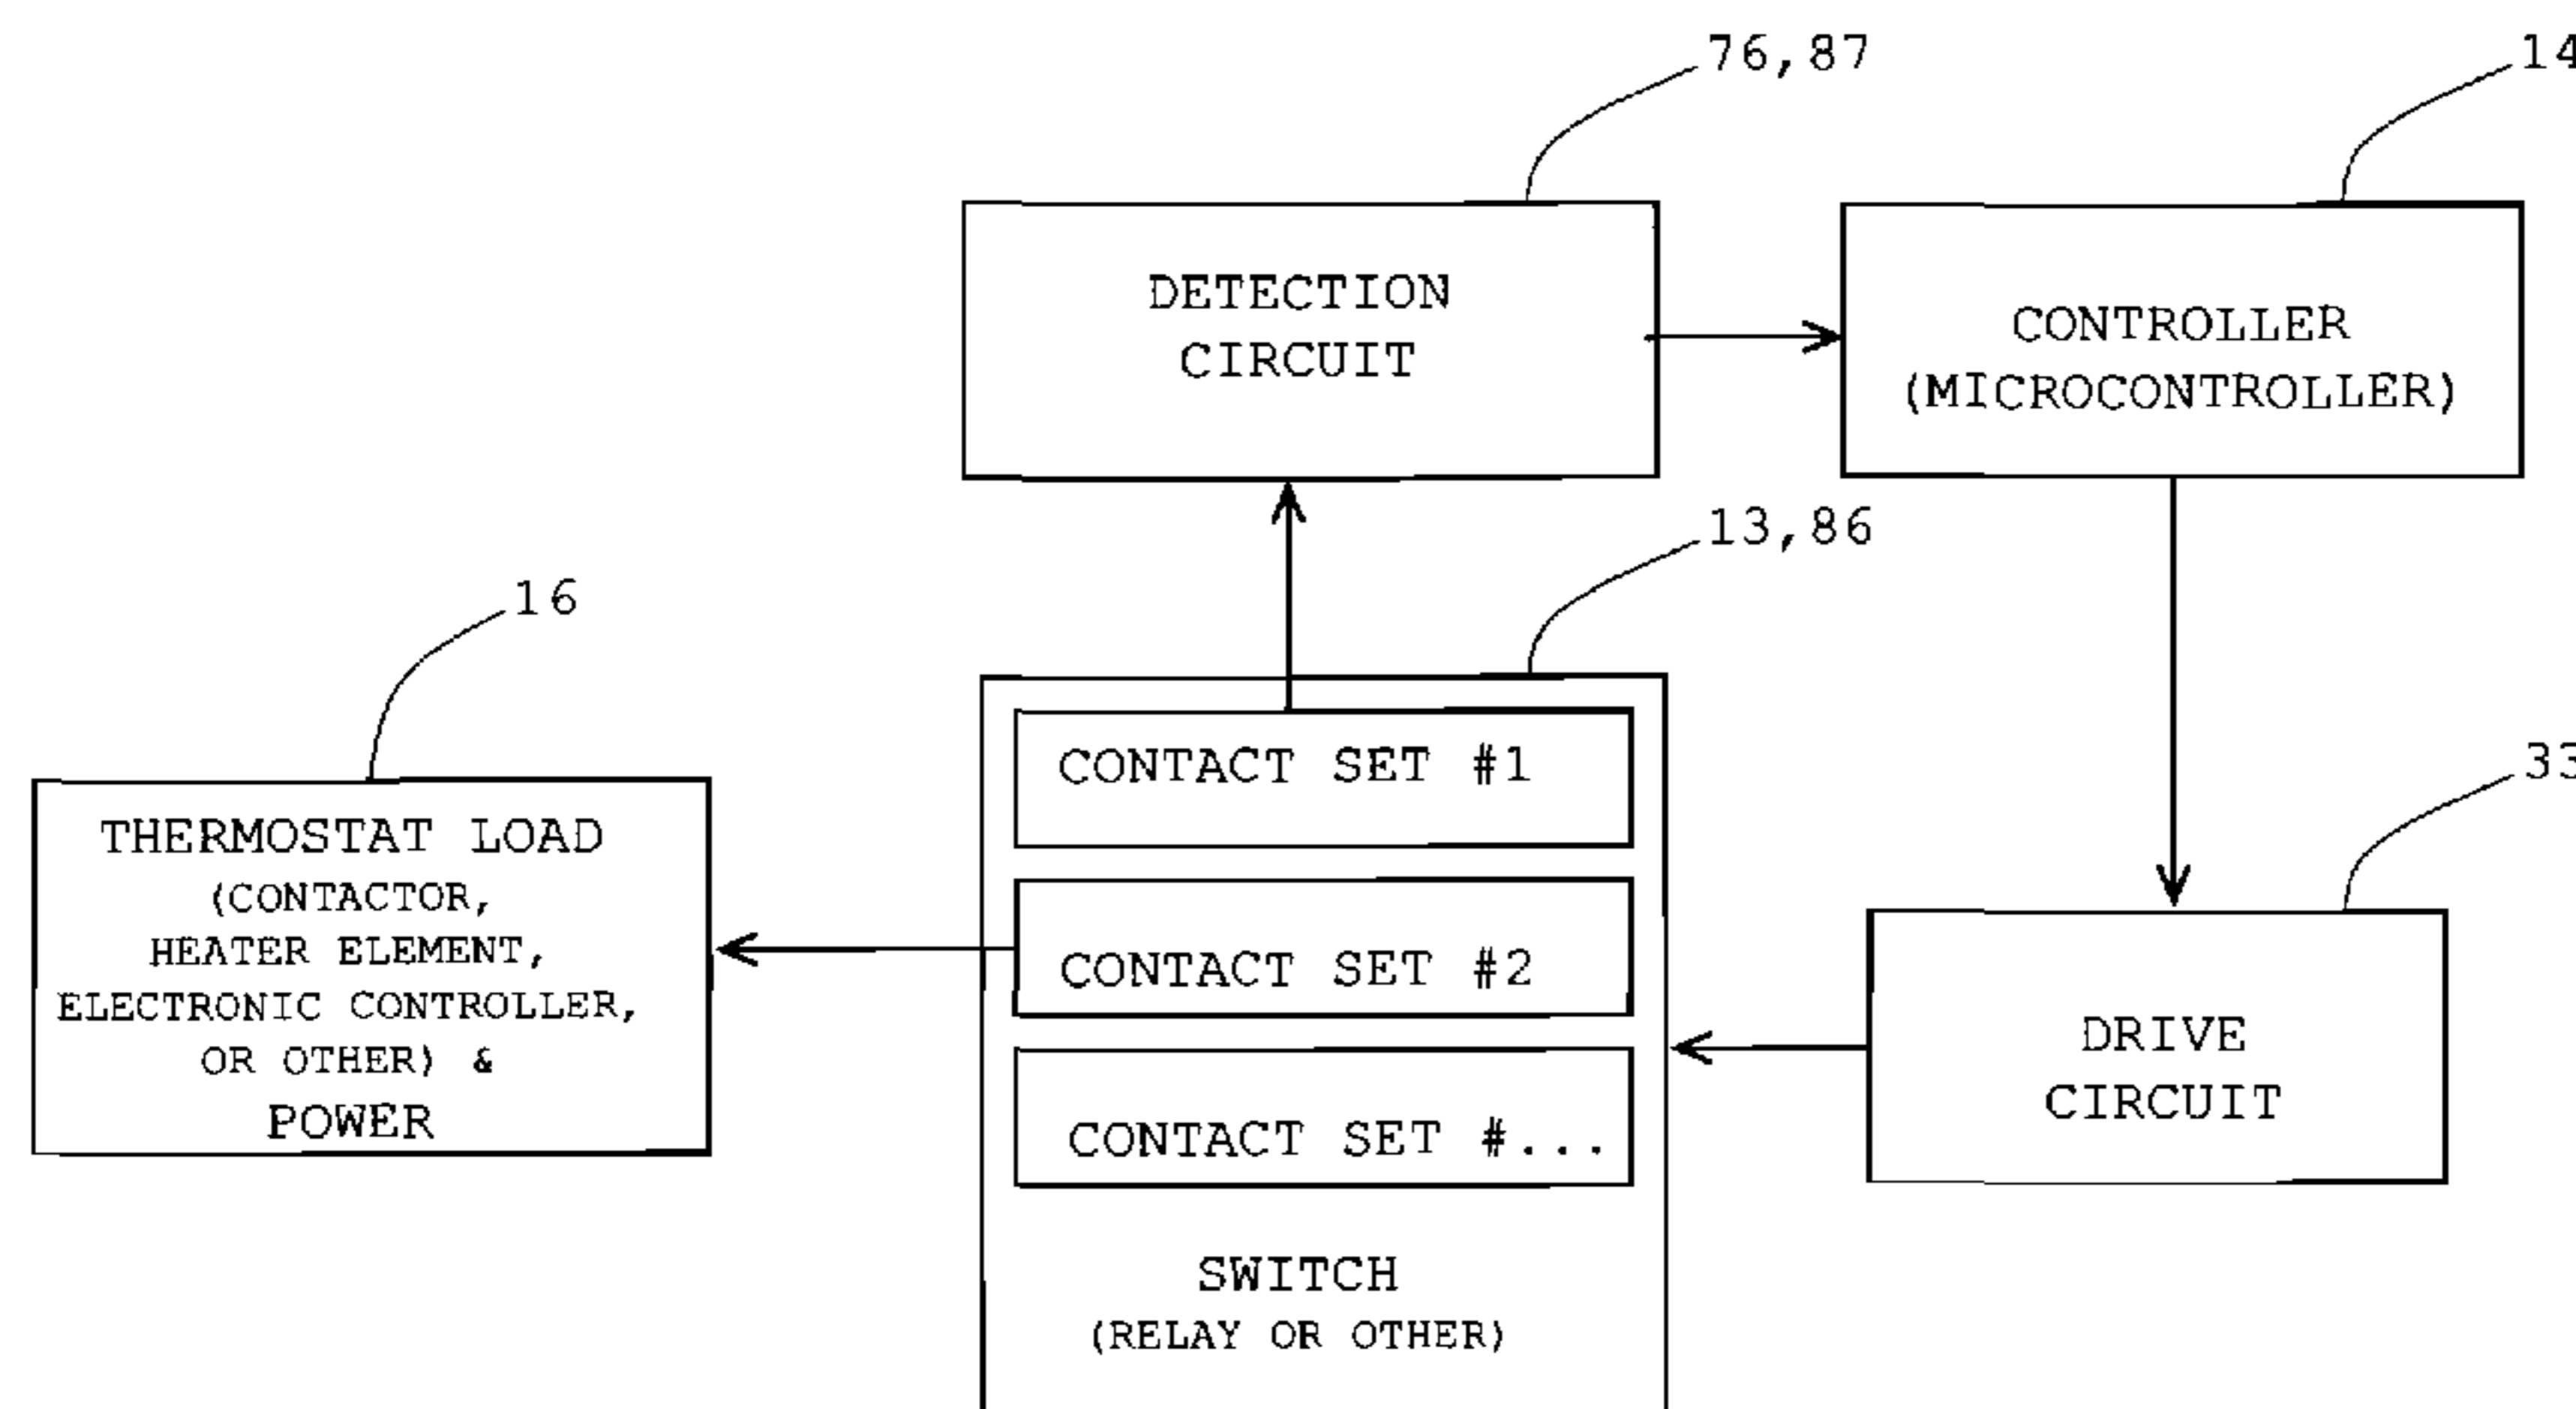 76,87
14
DETECTION
CIRCUIT
CONTROLLER
(MICROCONTROLLER)
13,86
16
CONTACT SET #1
33
THERMOSTAT LOAD
(CONTACTOR,
HEATER ELEMENT,
ELECTRONIC CONTROLLER,
OR OTHER) &
POWER
CONTACT SET #2
CONTACT SET #...
DRIVE
CIRCUIT
SWITCH
(RELAY OR OTHER)